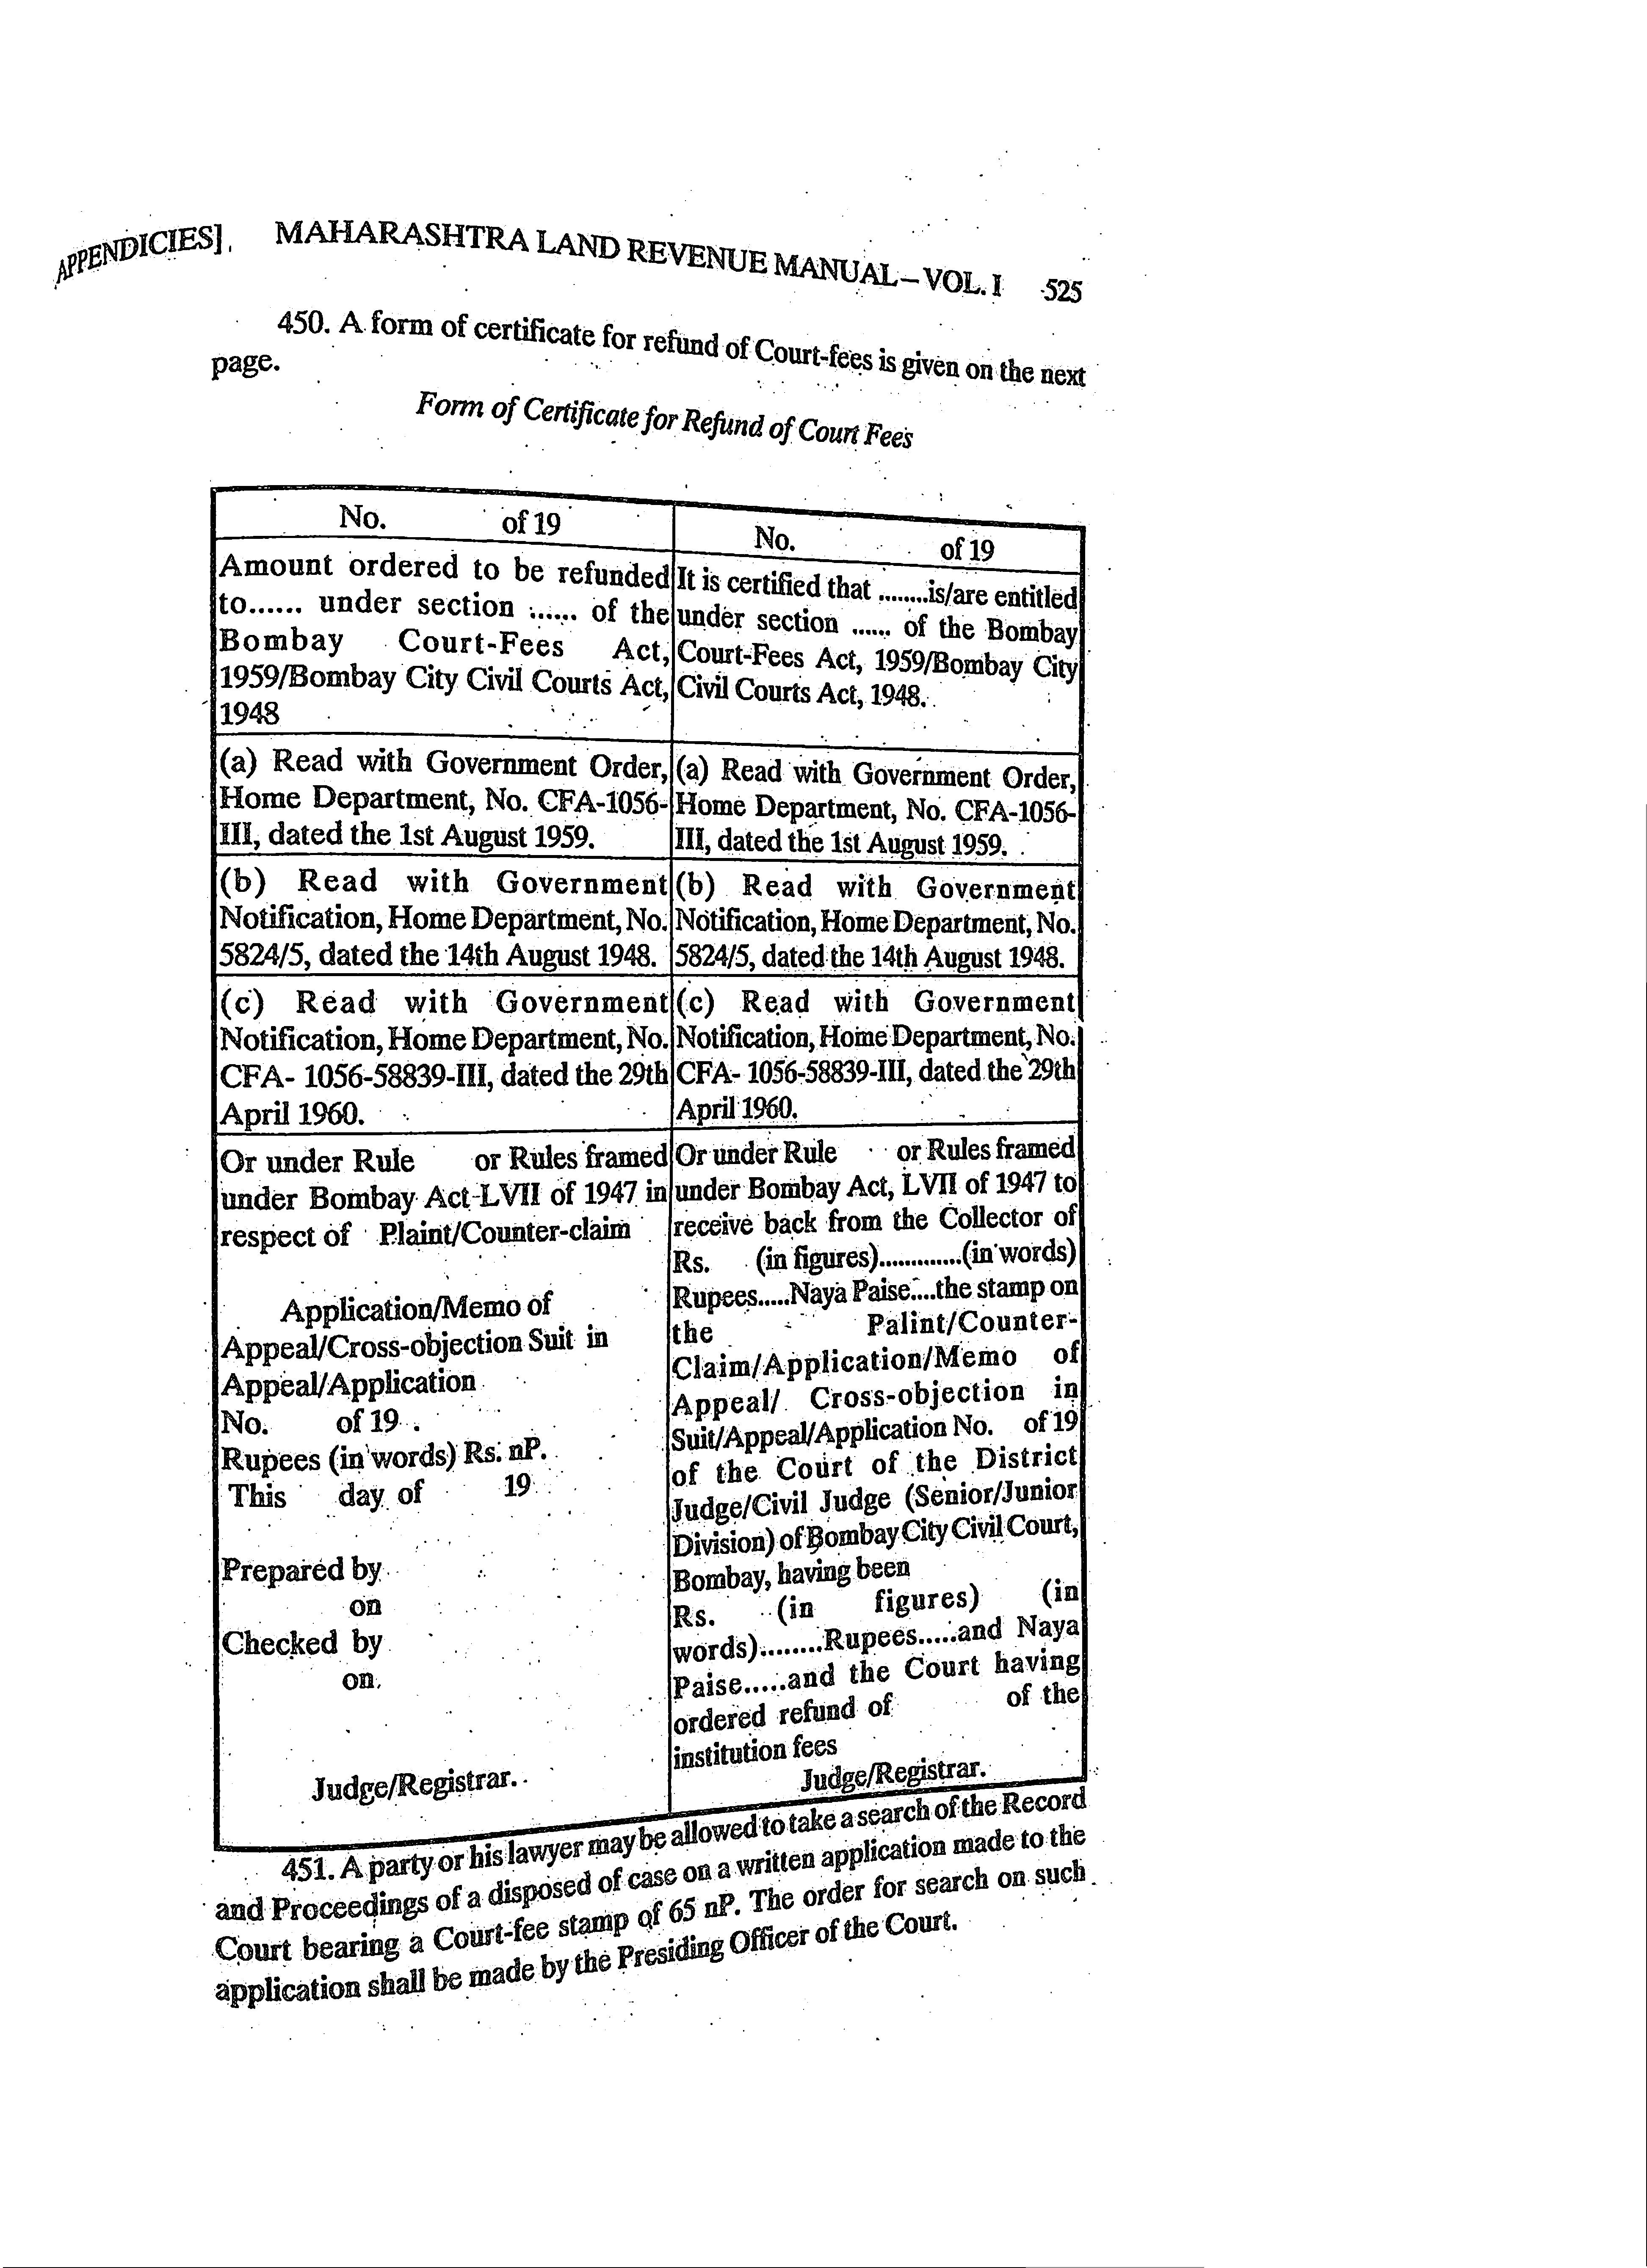 APPENDICIES] MAHARASHTRA LAND REVENUE MANUAL – VOL. I 525
450. A form of certificate for refund of Court-fees is given on the next
page.
Form of Certificate for Refund of Court Fees
No. of 19
Amount ordered to be refunded
to...... under section ...... of the
Bombay Court-Fees Act,
1959/Bombay City Civil Courts Act,
1948
No. of 19
It is certified that ........is/are entitled
under section ...... of the Bombay
Court-Fees Act, 1959/Bombay City
Civil Courts Act, 1948.
(a) Read with Government Order,
Home Department, No. CFA-1056-
III, dated the 1st August 1959.
(a) Read with Government Order,
Home Department, No. CFA-1056-
III, dated the 1st August 1959.
(b) Read with Government
Notification, Home Department, No.
5824/5, dated the 14th August 1948.
(b) Read with Government
Notification, Home Department, No.
5824/5, dated the 14th August 1948.
(c) Read with Government
Notification, Home Department, No.
CFA- 1056-58839-III, dated the 29th
April 1960.
(c) Read with Government
Notification, Home Department, No.
CFA- 1056-58839-III, dated the 29th
April 1960.
Or under Rule or Rules framed
under Bombay Act LVII of 1947 in
respect of Plaint/Counter-claim
Application/Memo of
Appeal/Cross-objection Suit in
Appeal/Application
No. of 19 .
Rupees (in words) Rs. nP.
This day of 19
Prepared by
on
Checked by
on.
Judge/Registrar.
Or under Rule or Rules framed
under Bombay Act, LVII of 1947 to
receive back from the Collector of
Rs. (in figures).............(in words)
Rupees.....Naya Paise....the stamp on
the Palint/Counter-
Claim/Application/Memo of
Appeal/ Cross-objection in
Suit/Appeal/Application No. of 19
of the Court of the District
Judge/Civil Judge (Senior/Junior
Division) of Bombay City Civil Court,
Bombay, having been
Rs. (in figures) (in
words)........Rupees.....and Naya
Paise.....and the Court having
ordered refund of of the
institution fees
Judge/Registrar.
451. A party or his lawyer may be allowed to take a search of the Record
and Proceedings of a disposed of case on a written application made to the
Court bearing a Court-fee stamp of 65 nP. The order for search on such
application shall be made by the Presiding Officer of the Court.